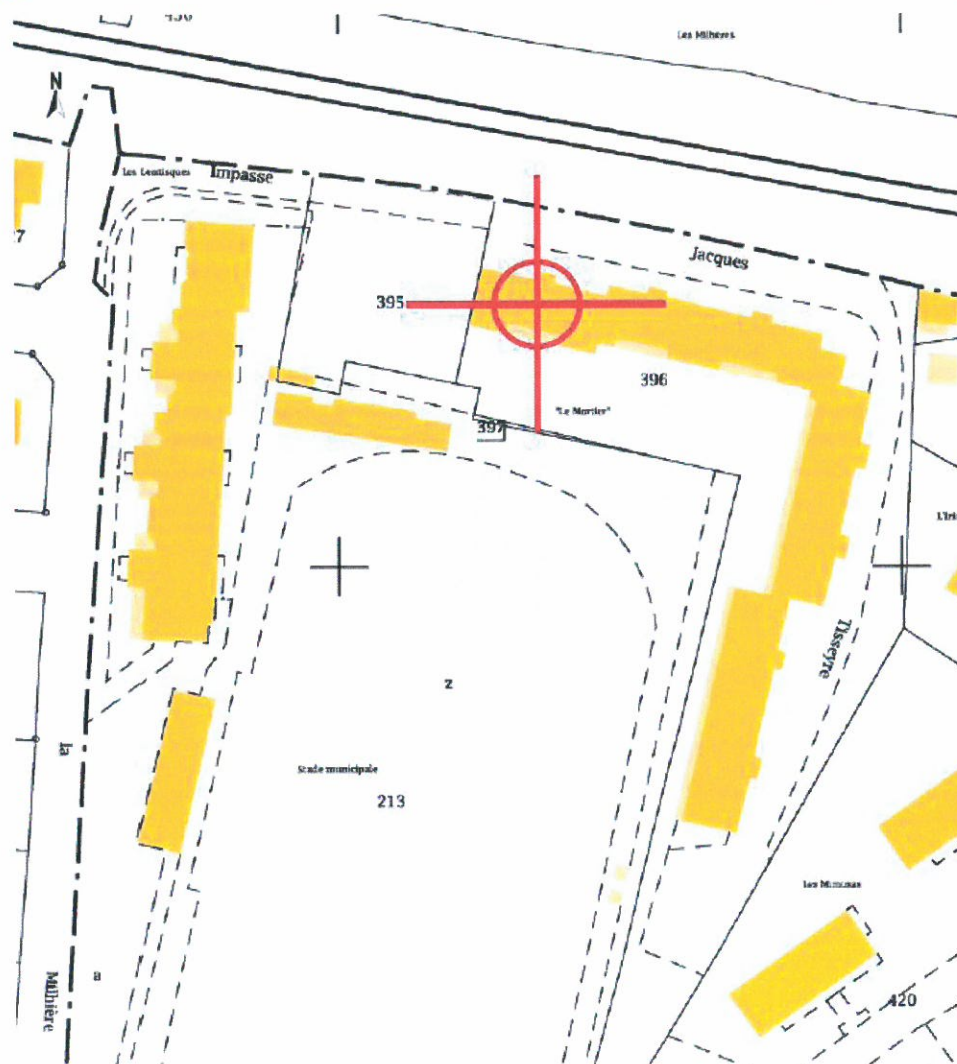 Les Milhères
N
Les Lentisques
Impasse
Jacques
395
396
"Le Mortier"
397
Tisseyre
z
la
Stade municipale
213
Les Mimosas
Milhière
a
420